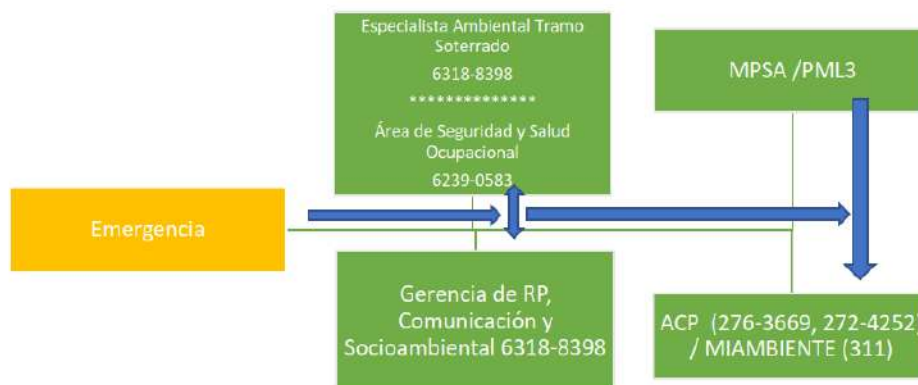 Especialista Ambiental Tramo
Soterrado
6318-8398
**************
Área de Seguridad y Salud
Ocupacional
6239-0583
MPSA /PML3
Emergencia
Gerencia de RP,
Comunicación y
Socioambiental 6318-8398
ACP (276-3669, 272-4252)
/ MIAMBIENTE (311)